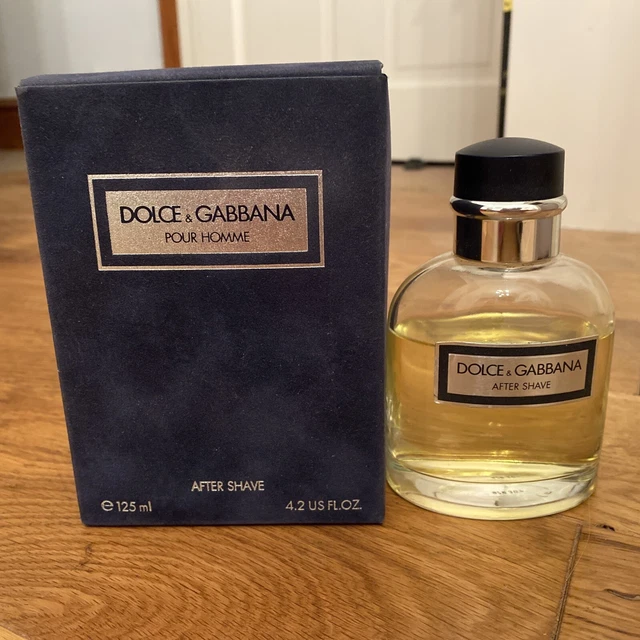 DOLCE & GABBANA
POUR HOMME
AFTER SHAVE
℮ 125 ml
4.2 US FL.OZ.
DOLCE & GABBANA
AFTER SHAVE